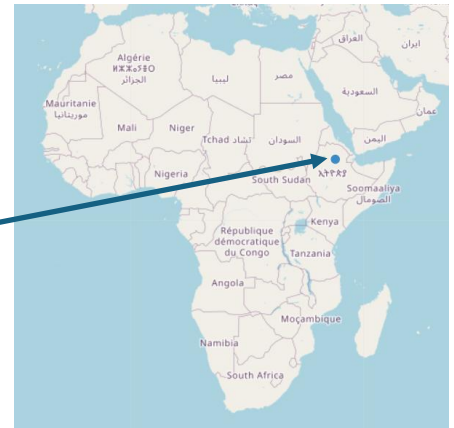 العراق
ايران
Algérie
ⵍⵣⵣⴰⵢⴻⵔ
الجزائر
ليبيا
مصر
السعودية
عمان
Mauritanie
موريتانيا
Mali
Niger
Tchad تشاد
السودان
اليمن
Nigeria
South Sudan
ኢትዮጵያ
Soomaaliya
الصومال
République
démocratique
du Congo
Kenya
Tanzania
Angola
Moçambique
Namibia
South Africa